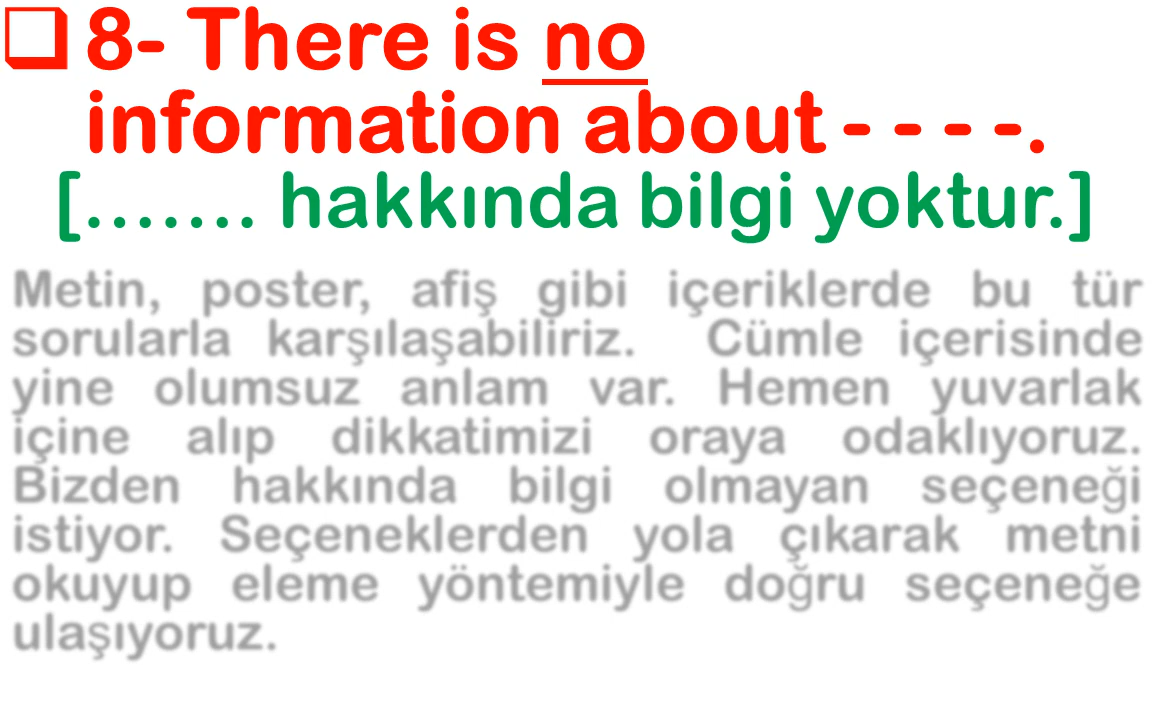 8- There is no
information about - - - -.
[....... hakkında bilgi yoktur.]
Metin, poster, afiş gibi içeriklerde bu tür
sorularla karşılaşabiliriz. Cümle içerisinde
yine olumsuz anlam var. Hemen yuvarlak
içine alıp dikkatimizi oraya odaklıyoruz.
Bizden hakkında bilgi olmayan seçeneği
istiyor. Seçeneklerden yola çıkarak metni
okuyup eleme yöntemiyle doğru seçeneğe
ulaşıyoruz.